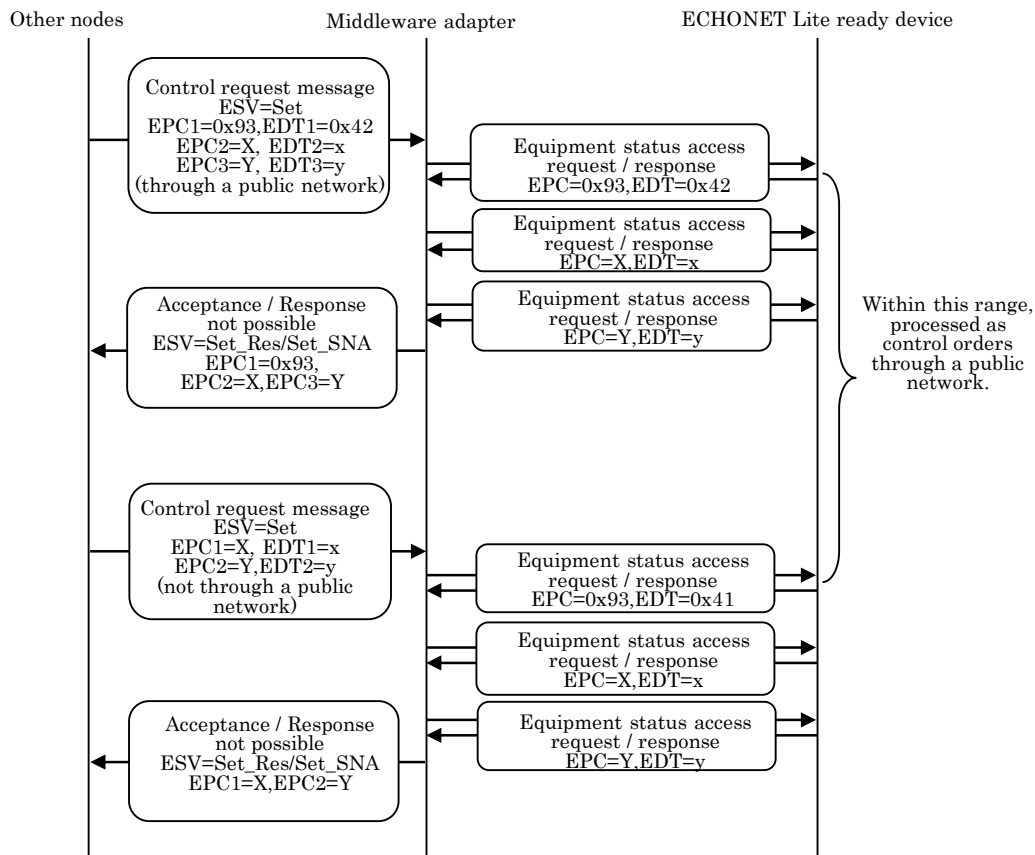 Other nodes
Middleware adapter
ECHONET Lite ready device
Control request message
ESV=Set
EPC1=0x93,EDT1=0x42
EPC2=X, EDT2=x
EPC3=Y, EDT3=y
(through a public network)
Equipment status access
request / response
EPC=0x93,EDT=0x42
Equipment status access
request / response
EPC=X,EDT=x
Equipment status access
request / response
EPC=Y,EDT=y
Acceptance / Response
not possible
ESV=Set_Res/Set_SNA
EPC1=0x93,
EPC2=X,EPC3=Y
Within this range,
processed as
control orders
through a public
network.
Control request message
ESV=Set
EPC1=X, EDT1=x
EPC2=Y,EDT2=y
(not through a public
network)
Equipment status access
request / response
EPC=0x93,EDT=0x41
Equipment status access
request / response
EPC=X,EDT=x
Equipment status access
request / response
EPC=Y,EDT=y
Acceptance / Response
not possible
ESV=Set_Res/Set_SNA
EPC1=X,EPC2=Y